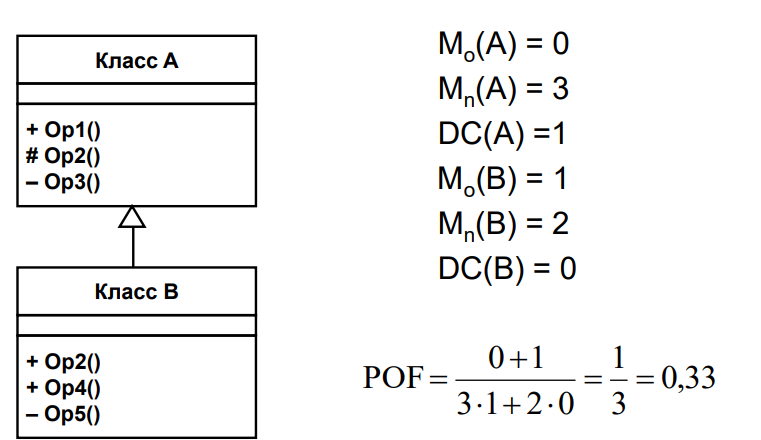 Класс А
+ Op1()
# Op2()
– Op3()
Класс В
+ Op2()
+ Op4()
– Op5()
Mo(A) = 0
Mn(A) = 3
DC(A) =1
Mo(B) = 1
Mn(B) = 2
DC(B) = 0
POF = (0+1)/(3·1+2·0) = 1/3 = 0,33